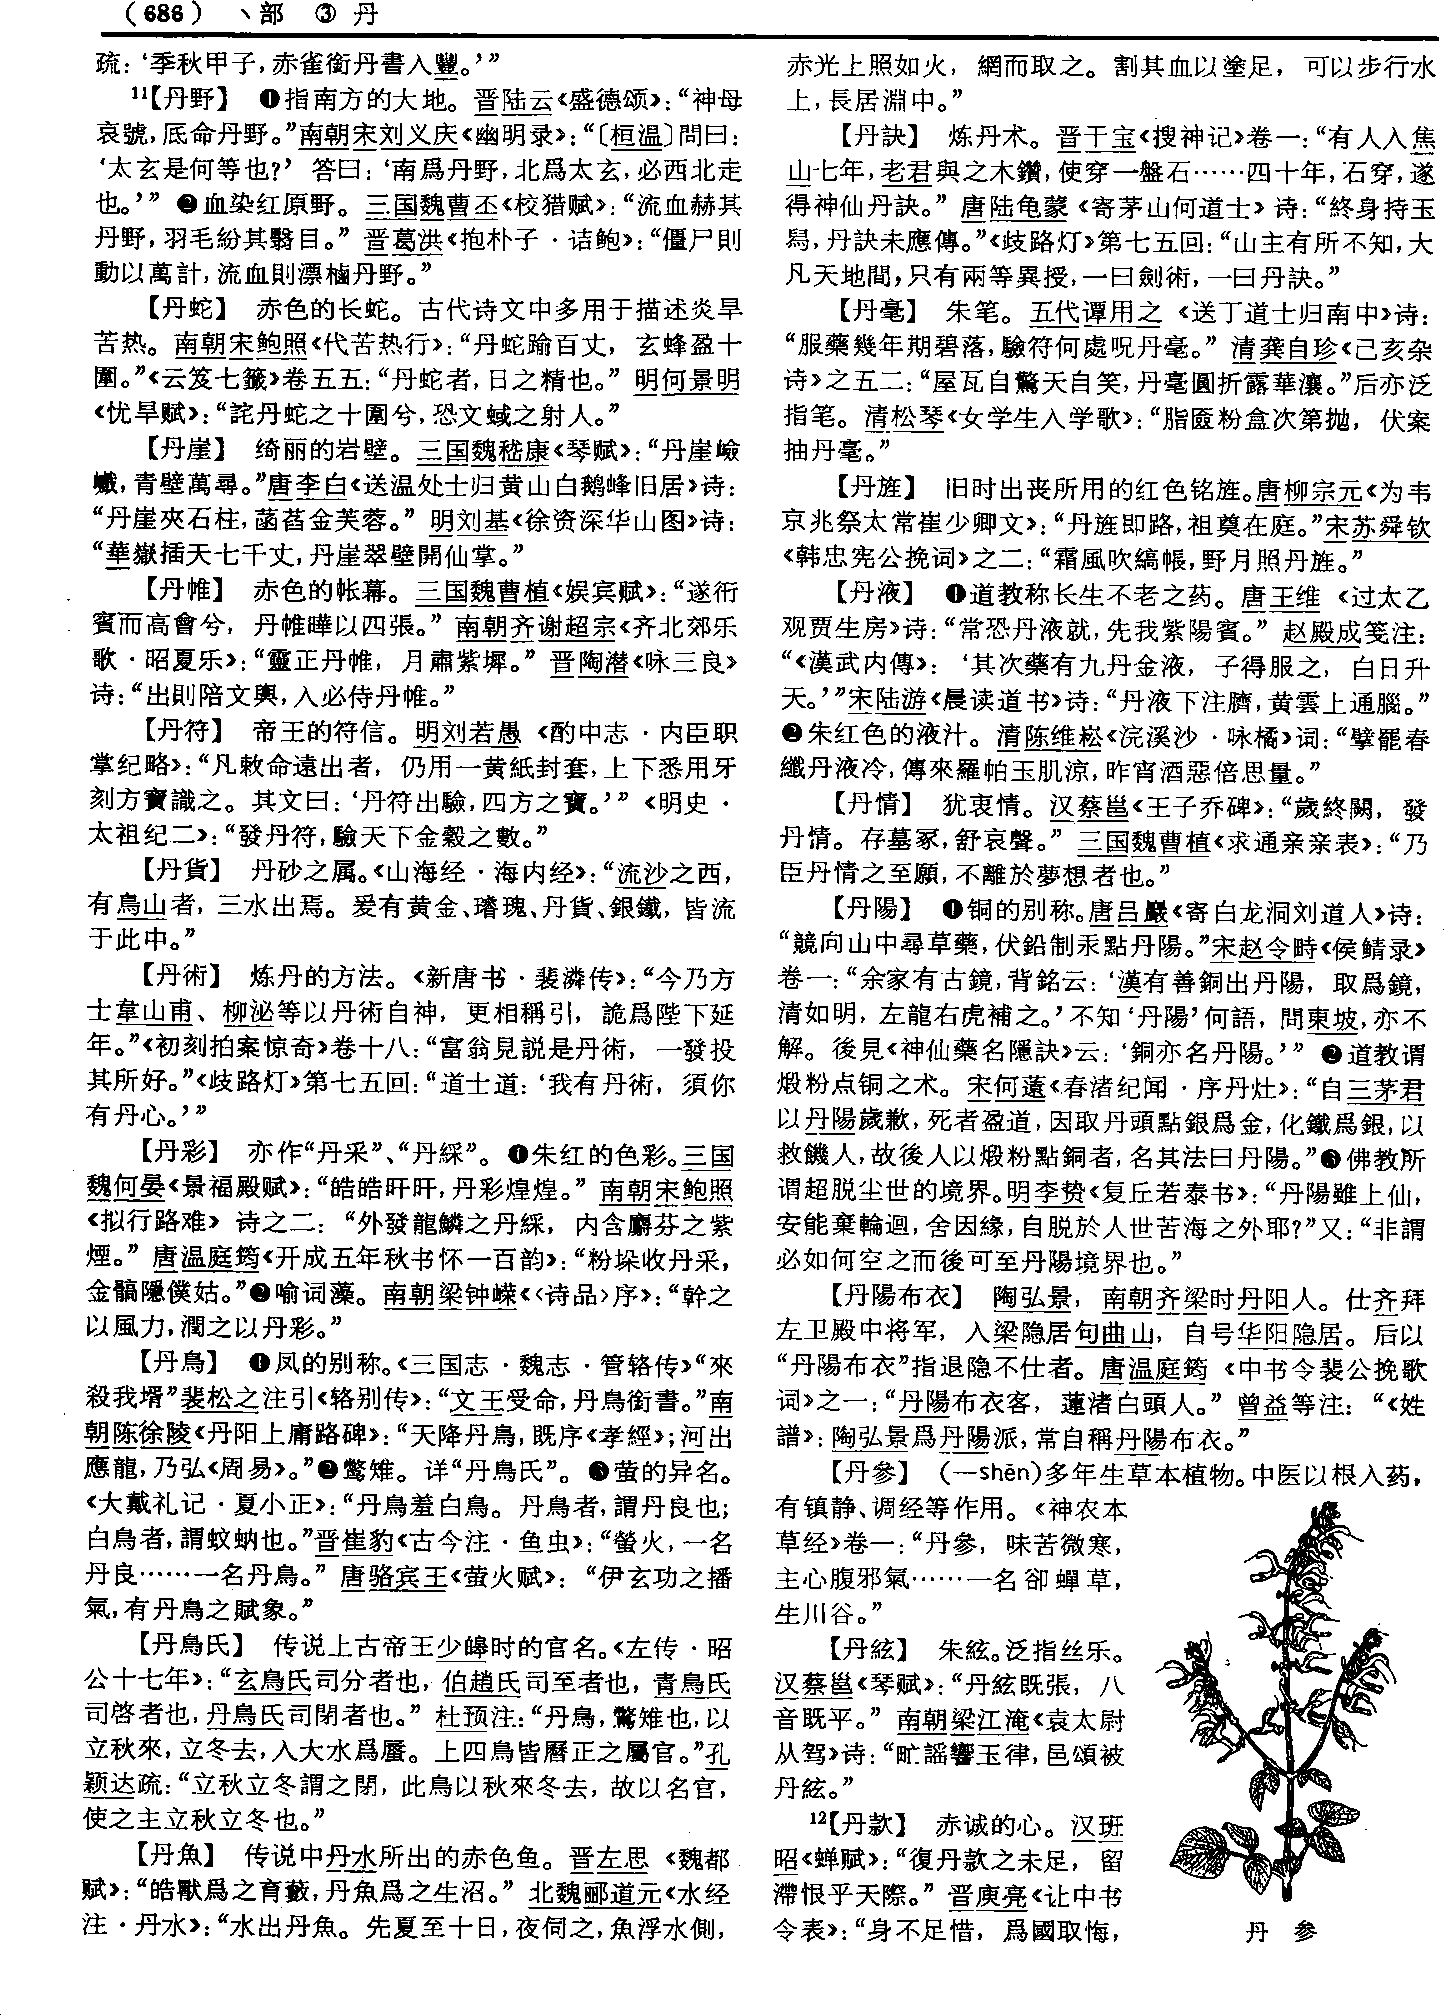 （686） 丶部 ③ 丹
疏：‘季秋甲子，赤雀銜丹書入豐。’”
¹¹【丹野】 ❶指南方的大地。晋陆云《盛德颂》：“神母
哀號，底命丹野。”南朝宋刘义庆《幽明录》：“〔桓温〕問曰：
‘太玄是何等也？’ 答曰：‘南爲丹野，北爲太玄，必西北走
也。’” ❷血染红原野。三国魏曹丕《校猎赋》：“流血赫其
丹野，羽毛紛其翳目。” 晋葛洪《抱朴子·诘鲍》：“僵尸則
動以萬計，流血則漂櫓丹野。”
【丹蛇】 赤色的长蛇。古代诗文中多用于描述炎旱
苦热。南朝宋鲍照《代苦热行》：“丹蛇踰百丈，玄蜂盈十
圍。”《云笈七籤》卷五五：“丹蛇者，日之精也。” 明何景明
《忧旱赋》：“詫丹蛇之十圍兮，恐文蜮之射人。”
【丹崖】 绮丽的岩壁。三国魏嵇康《琴赋》：“丹崖嶮
巇，青壁萬尋。”唐李白《送温处士归黄山白鹅峰旧居》诗：
“丹崖夾石柱，菡萏金芙蓉。” 明刘基《徐资深华山图》诗：
“華嶽插天七千丈，丹崖翠壁開仙掌。”
【丹帷】 赤色的帐幕。三国魏曹植《娱宾赋》：“遂衎
賓而高會兮，丹帷曄以四張。” 南朝齐谢超宗《齐北郊乐
歌·昭夏乐》：“靈正丹帷，月肅紫墀。” 晋陶潜《咏三良》
诗：“出則陪文輿，入必侍丹帷。”
【丹符】 帝王的符信。明刘若愚《酌中志·内臣职
掌纪略》：“凡敕命遠出者，仍用一黄紙封套，上下悉用牙
刻方寶識之。其文曰：‘丹符出驗，四方之寶。’” 《明史·
太祖纪二》：“發丹符，驗天下金穀之數。”
【丹貨】 丹砂之属。《山海经·海内经》：“流沙之西，
有鳥山者，三水出焉。爰有黄金、璿瑰、丹貨、銀鐵，皆流
于此中。”
【丹術】 炼丹的方法。《新唐书·裴潾传》：“今乃方
士韋山甫、柳泌等以丹術自神，更相稱引，詭爲陛下延
年。”《初刻拍案惊奇》卷十八：“富翁見説是丹術，一發投
其所好。”《歧路灯》第七五回：“道士道：‘我有丹術，須你
有丹心。’”
【丹彩】 亦作“丹采”、“丹綵”。❶朱红的色彩。三国
魏何晏《景福殿赋》：“皓皓旰旰，丹彩煌煌。” 南朝宋鲍照
《拟行路难》诗之二：“外發龍鱗之丹綵，内含麝芬之紫
煙。” 唐温庭筠《开成五年秋书怀一百韵》：“粉垛收丹采，
金髇隱僕姑。”❷喻词藻。南朝梁钟嵘《〈诗品〉序》：“幹之
以風力，潤之以丹彩。”
【丹鳥】 ❶凤的别称。《三国志·魏志·管辂传》“來
殺我壻”裴松之注引《辂别传》：“文王受命，丹鳥銜書。”南
朝陈徐陵《丹阳上庸路碑》：“天降丹鳥，既序《孝經》；河出
應龍，乃弘《周易》。”❷鷩雉。详“丹鳥氏”。❸萤的异名。
《大戴礼记·夏小正》：“丹鳥羞白鳥。丹鳥者，謂丹良也；
白鳥者，謂蚊蚋也。”晋崔豹《古今注·鱼虫》：“螢火，一名
丹良……一名丹鳥。” 唐骆宾王《萤火赋》：“伊玄功之播
氣，有丹鳥之賦象。”
【丹鳥氏】 传说上古帝王少皞时的官名。《左传·昭
公十七年》：“玄鳥氏司分者也，伯趙氏司至者也，青鳥氏
司啓者也，丹鳥氏司閉者也。” 杜预注：“丹鳥，鷩雉也，以
立秋來，立冬去，入大水爲蜃。上四鳥皆曆正之屬官。”孔
颖达疏：“立秋立冬謂之閉，此鳥以秋來冬去，故以名官，
使之主立秋立冬也。”
【丹魚】 传说中丹水所出的赤色鱼。晋左思《魏都
赋》：“皓獸爲之育藪，丹魚爲之生沼。” 北魏郦道元《水经
注·丹水》：“水出丹魚。先夏至十日，夜伺之，魚浮水側，
赤光上照如火，網而取之。割其血以塗足，可以步行水
上，長居淵中。”
【丹訣】 炼丹术。晋干宝《搜神记》卷一：“有人入焦
山七年，老君與之木鑽，使穿一盤石……四十年，石穿，遂
得神仙丹訣。” 唐陆龟蒙《寄茅山何道士》诗：“終身持玉
舄，丹訣未應傳。”《歧路灯》第七五回：“山主有所不知，大
凡天地間，只有兩等異授，一曰劍術，一曰丹訣。”
【丹毫】 朱笔。五代谭用之《送丁道士归南中》诗：
“服藥幾年期碧落，驗符何處呪丹毫。” 清龚自珍《己亥杂
诗》之五二：“屋瓦自驚天自笑，丹毫圓折露華瀼。”后亦泛
指笔。清松琴《女学生入学歌》：“脂匳粉盒次第抛，伏案
抽丹毫。”
【丹旌】 旧时出丧所用的红色铭旌。唐柳宗元《为韦
京兆祭太常崔少卿文》：“丹旌即路，祖奠在庭。”宋苏舜钦
《韩忠宪公挽词》之二：“霜風吹縞帳，野月照丹旌。”
【丹液】 ❶道教称长生不老之药。唐王维《过太乙
观贾生房》诗：“常恐丹液就，先我紫陽賓。” 赵殿成笺注：
“《漢武内傳》：‘其次藥有九丹金液，子得服之，白日升
天。’”宋陆游《晨读道书》诗：“丹液下注臍，黄雲上通腦。”
❷朱红色的液汁。清陈维崧《浣溪沙·咏橘》词：“擘罷春
纖丹液冷，傳來羅帕玉肌涼，昨宵酒惡倍思量。”
【丹情】 犹衷情。汉蔡邕《王子乔碑》：“歲終闋，發
丹情。存墓冢，舒哀聲。” 三国魏曹植《求通亲亲表》：“乃
臣丹情之至願，不離於夢想者也。”
【丹陽】 ❶铜的别称。唐吕巖《寄白龙洞刘道人》诗：
“競向山中尋草藥，伏鉛制汞點丹陽。”宋赵令畤《侯鲭录》
卷一：“余家有古鏡，背銘云：‘漢有善銅出丹陽，取爲鏡，
清如明，左龍右虎補之。’不知‘丹陽’何語，問東坡，亦不
解。後見《神仙藥名隱訣》云：‘銅亦名丹陽。’” ❷道教谓
煅粉点铜之术。宋何薳《春渚纪闻·序丹灶》：“自三茅君
以丹陽歲歉，死者盈道，因取丹頭點銀爲金，化鐵爲銀，以
救饑人，故後人以煅粉點銅者，名其法曰丹陽。”❸佛教所
谓超脱尘世的境界。明李贽《复丘若泰书》：“丹陽雖上仙，
安能棄輪迴，舍因緣，自脱於人世苦海之外耶？”又：“非謂
必如何空之而後可至丹陽境界也。”
【丹陽布衣】 陶弘景，南朝齐梁时丹阳人。仕齐拜
左卫殿中将军，入梁隐居句曲山，自号华阳隐居。后以
“丹陽布衣”指退隐不仕者。唐温庭筠《中书令裴公挽歌
词》之一：“丹陽布衣客，蓮渚白頭人。” 曾益等注：“《姓
譜》：陶弘景爲丹陽派，常自稱丹陽布衣。”
【丹參】 （一shēn）多年生草本植物。中医以根入药，
有镇静、调经等作用。《神农本
草经》卷一：“丹參，味苦微寒，
主心腹邪氣……一名卻蟬草，
生川谷。”
【丹絃】 朱絃。泛指丝乐。
汉蔡邕《琴赋》：“丹絃既張，八
音既平。” 南朝梁江淹《袁太尉
从驾》诗：“甿謡響玉律，邑頌被
丹絃。”
¹²【丹款】 赤诚的心。汉班
昭《蝉赋》：“復丹款之未足，留
滯恨乎天際。” 晋庾亮《让中书
令表》：“身不足惜，爲國取悔，
丹 参